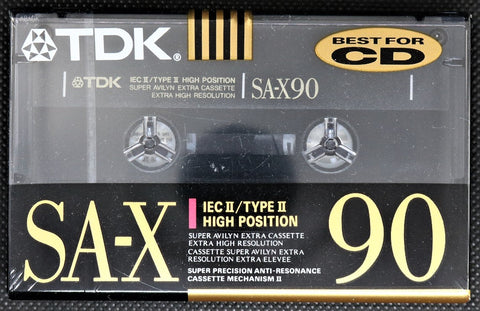 TDK®
BEST FOR
CD
TDK
IEC II/TYPE II HIGH POSITION
SUPER AVILYN EXTRA CASSETTE
EXTRA HIGH RESOLUTION
SA-X90
SA-X
IEC II/TYPE II
HIGH POSITION
SUPER AVILYN EXTRA CASSETTE
EXTRA HIGH RESOLUTION
CASSETTE SUPER AVILYN EXTRA
RESOLUTION EXTRA ELEVEE
SUPER PRECISION ANTI-RESONANCE
CASSETTE MECHANISM II
90